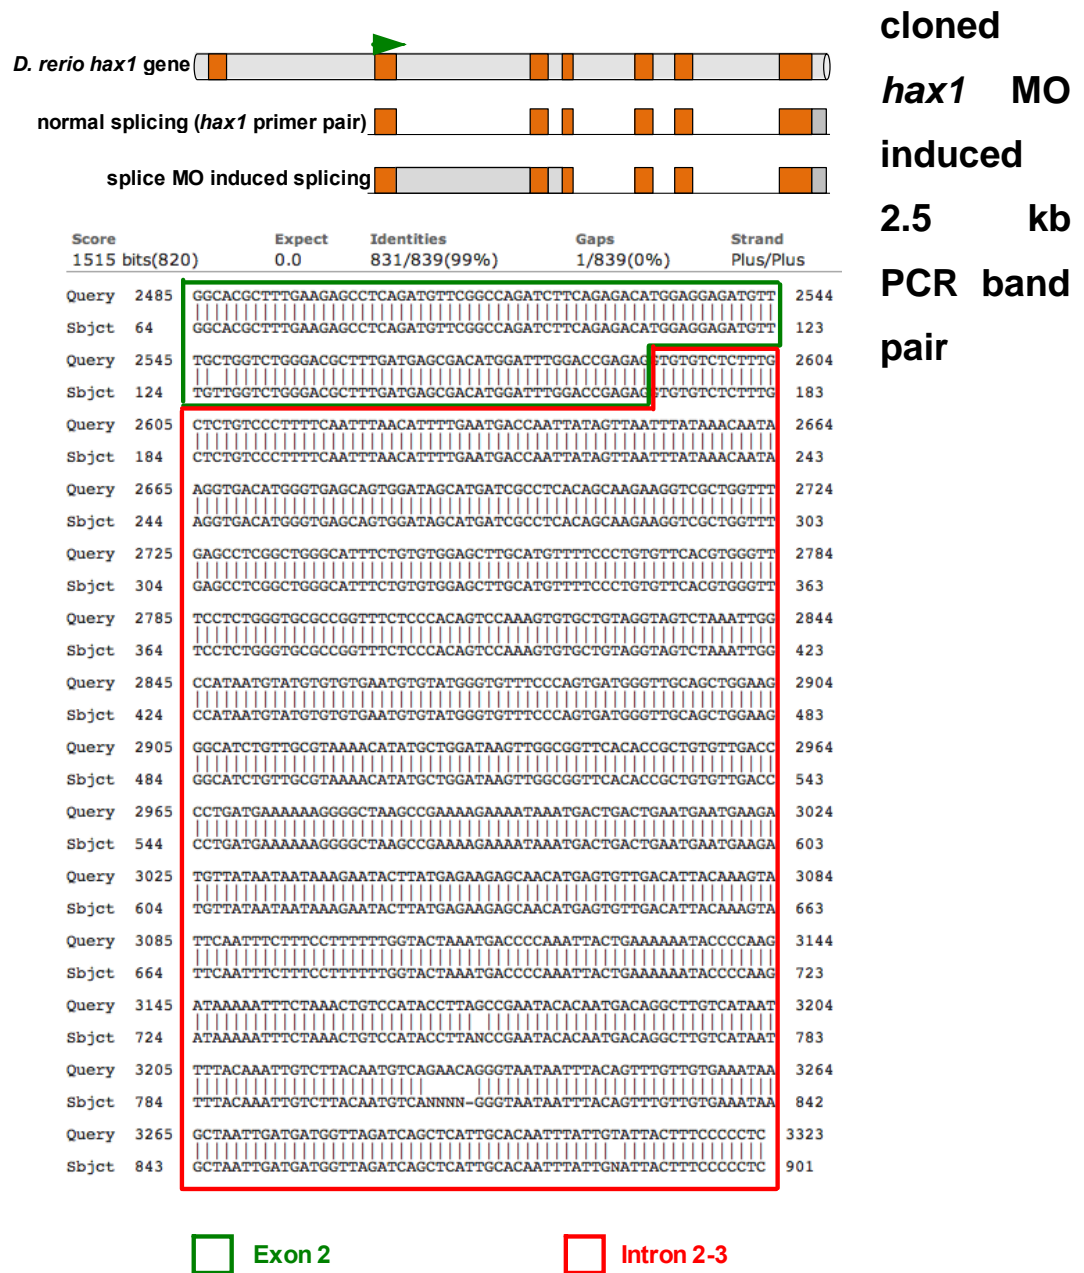 cloned
hax1 MO
induced
2.5 kb
PCR band
pair
D. rerio hax1 gene
normal splicing (hax1 primer pair)
splice MO induced splicing
Score Expect Identities Gaps Strand
1515 bits(820) 0.0 831/839(99%) 1/839(0%) Plus/Plus
Query 2485 GGCACGCTTTGAAGAGCCTCAGATGTTCGGCCAGATCTTCAGAGACATGGAGGAGATGTT 2544
Sbjct 64 GGCACGCTTTGAAGAGCCTCAGATGTTCGGCCAGATCTTCAGAGACATGGAGGAGATGTT 123
Query 2545 TGCTGGTCTGGGACGCTTTGATGAGCGACATGGATTTGGACCGAGAGGTGTGTCTCTTTG 2604
Sbjct 124 TGTTGGTCTGGGACGCTTTGATGAGCGACATGGATTTGGACCGAGAGGTGTGTCTCTTTG 183
Query 2605 CTCTGTCCCTTTTCAATTTAACATTTTGAATGACCAATTATAGTTAATTTATAAACAATA 2664
Sbjct 184 CTCTGTCCCTTTTCAATTTAACATTTTGAATGACCAATTATAGTTAATTTATAAACAATA 243
Query 2665 AGGTGACATGGGTGAGCAGTGGATAGCATGATCGCCTCACAGCAAGAAGGTCGCTGGTTT 2724
Sbjct 244 AGGTGACATGGGTGAGCAGTGGATAGCATGATCGCCTCACAGCAAGAAGGTCGCTGGTTT 303
Query 2725 GAGCCTCGGCTGGGCATTTCTGTGTGGAGCTTGCATGTTTTCCCTGTGTTCACGTGGGTT 2784
Sbjct 304 GAGCCTCGGCTGGGCATTTCTGTGTGGAGCTTGCATGTTTTCCCTGTGTTCACGTGGGTT 363
Query 2785 TCCTCTGGGTGCGCCGGTTTCTCCCACAGTCCAAAGTGTGCTGTAGGTAGTCTAAATTGG 2844
Sbjct 364 TCCTCTGGGTGCGCCGGTTTCTCCCACAGTCCAAAGTGTGCTGTAGGTAGTCTAAATTGG 423
Query 2845 CCATAATGTATGTGTGTGAATGTGTATGGGTGTTTCCCAGTGATGGGTTGCAGCTGGAAG 2904
Sbjct 424 CCATAATGTATGTGTGTGAATGTGTATGGGTGTTTCCCAGTGATGGGTTGCAGCTGGAAG 483
Query 2905 GGCATCTGTTGCGTAAAACATATGCTGGATAAGTTGGCGGTTCACACCGCTGTGTTGACC 2964
Sbjct 484 GGCATCTGTTGCGTAAAACATATGCTGGATAAGTTGGCGGTTCACACCGCTGTGTTGACC 543
Query 2965 CCTGATGAAAAAAGGGGCTAAGCCGAAAAGAAAATAAATGACTGACTGAATGAATGAAGA 3024
Sbjct 544 CCTGATGAAAAAAGGGGCTAAGCCGAAAAGAAAATAAATGACTGACTGAATGAATGAAGA 603
Query 3025 TGTTATAATAATAAAGAATACTTATGAGAAGAGCAACATGAGTGTTGACATTACAAAGTA 3084
Sbjct 604 TGTTATAATAATAAAGAATACTTATGAGAAGAGCAACATGAGTGTTGACATTACAAAGTA 663
Query 3085 TTCAATTTCTTTCCTTTTTTGGTACTAAATGACCCCAAATTACTGAAAAAATACCCCAAG 3144
Sbjct 664 TTCAATTTCTTTCCTTTTTTGGTACTAAATGACCCCAAATTACTGAAAAAATACCCCAAG 723
Query 3145 ATAAAAATTTCTAAACTGTCCATACCTTAGCCGAATACACAATGACAGGCTTGTCATAAT 3204
Sbjct 724 ATAAAAATTTCTAAACTGTCCATACCTTANCCGAATACACAATGACAGGCTTGTCATAAT 783
Query 3205 TTTACAAATTGTCTTACAATGTCAGAACAGGGTAATAATTTACAGTTTGTTGTGAAATAA 3264
Sbjct 784 TTTACAAATTGTCTTACAATGTCANNNN-GGGTAATAATTTACAGTTTGTTGTGAAATAA 842
Query 3265 GCTAATTGATGATGGTTAGATCAGCTCATTGCACAATTTATTGTATTACTTTCCCCCTC 3323
Sbjct 843 GCTAATTGATGATGGTTAGATCAGCTCATTGCACAATTTATTGNATTACTTTCCCCCTC 901
Exon 2
Intron 2-3